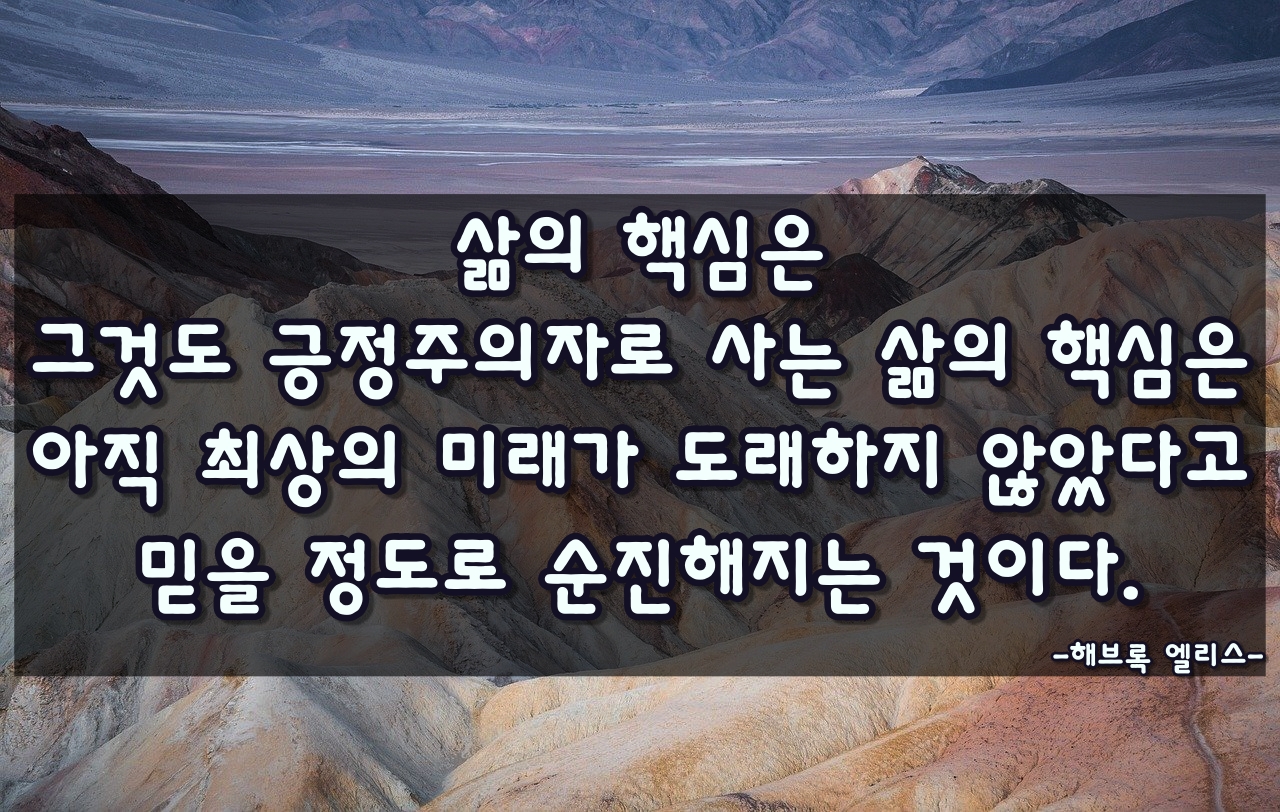 삶의 핵심은
그것도 긍정주의자로 사는 삶의 핵심은
아직 최상의 미래가 도래하지 않았다고
믿을 정도로 순진해지는 것이다.
-해브록 엘리스-